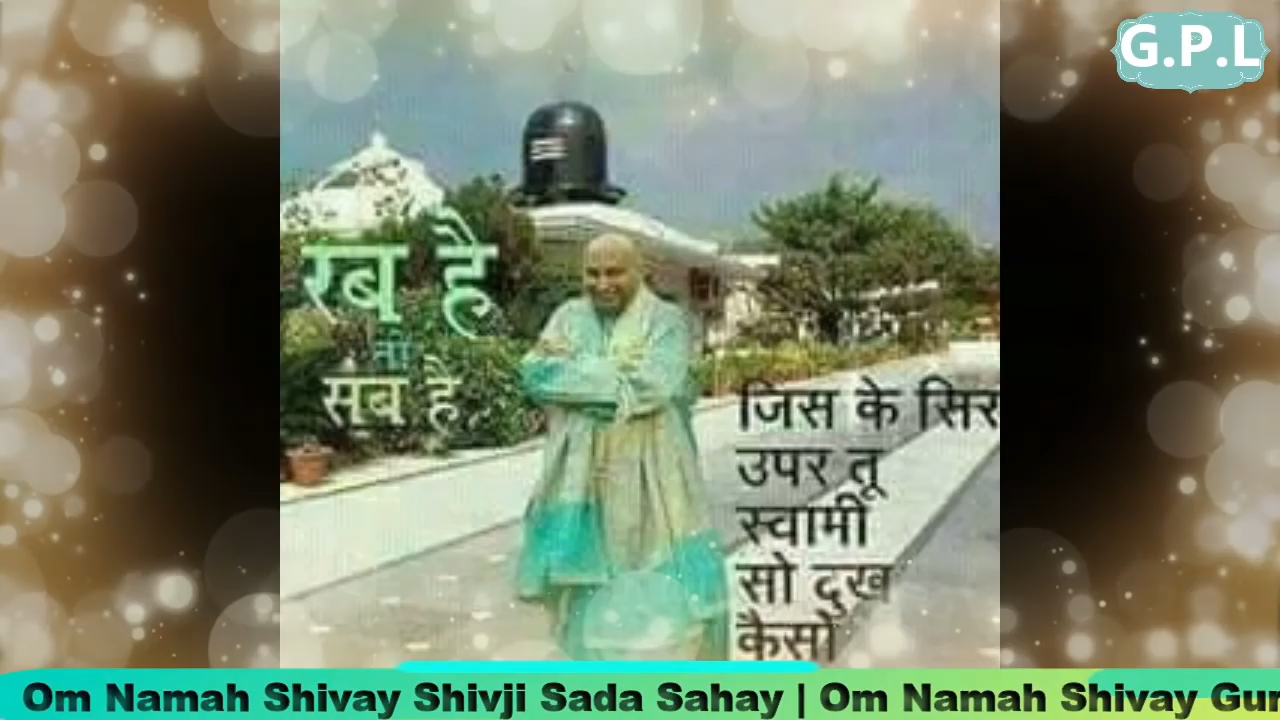 G.P.L
रब है
तो
सब है
जिस के सिर
उपर तू
स्वामी
सो दुख
कैसो
Om Namah Shivay Shivji Sada Sahay | Om Namah Shivay Gur